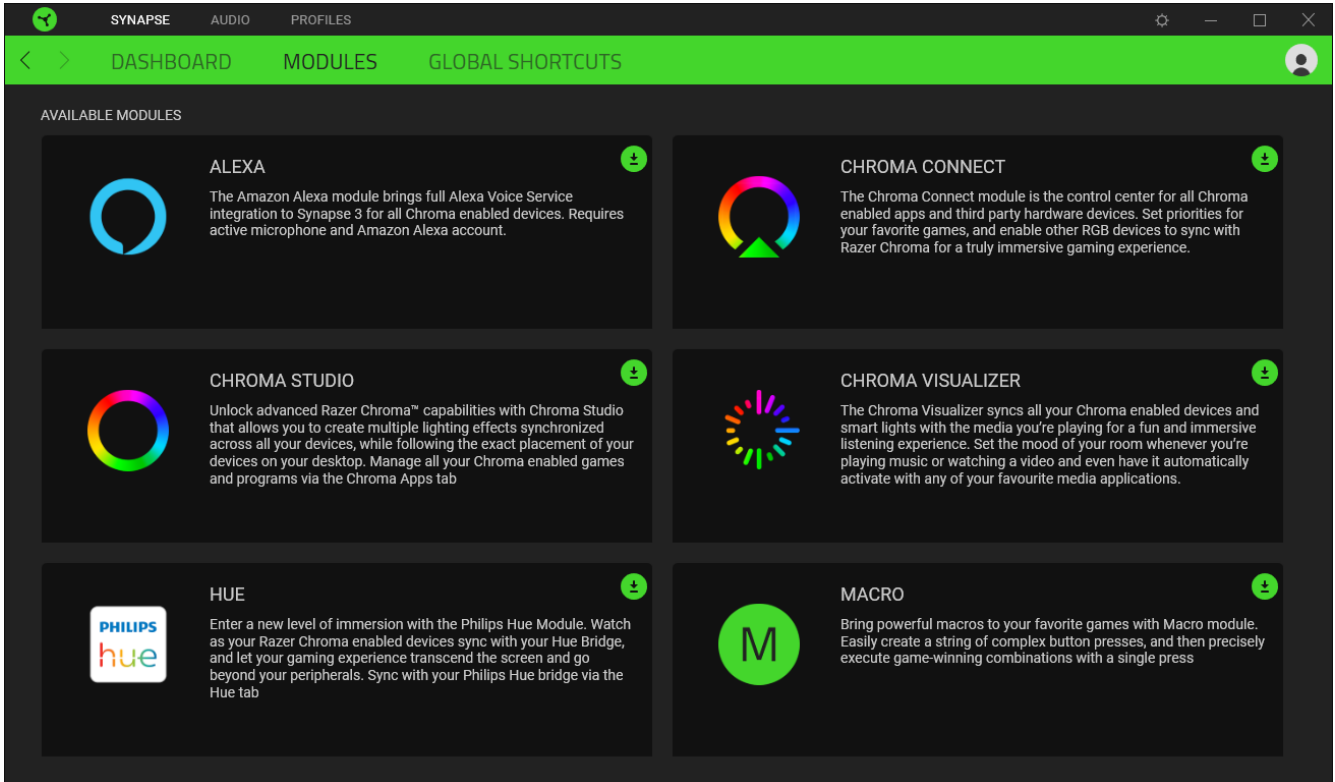 SYNAPSE AUDIO PROFILES
DASHBOARD MODULES GLOBAL SHORTCUTS
AVAILABLE MODULES
ALEXA
The Amazon Alexa module brings full Alexa Voice Service
integration to Synapse 3 for all Chroma enabled devices. Requires
active microphone and Amazon Alexa account.
CHROMA CONNECT
The Chroma Connect module is the control center for all Chroma
enabled apps and third party hardware devices. Set priorities for
your favorite games, and enable other RGB devices to sync with
Razer Chroma for a truly immersive gaming experience.
CHROMA STUDIO
Unlock advanced Razer Chroma™ capabilities with Chroma Studio
that allows you to create multiple lighting effects synchronized
across all your devices, while following the exact placement of your
devices on your desktop. Manage all your Chroma enabled games
and programs via the Chroma Apps tab
CHROMA VISUALIZER
The Chroma Visualizer syncs all your Chroma enabled devices and
smart lights with the media you’re playing for a fun and immersive
listening experience. Set the mood of your room whenever you’re
playing music or watching a video and even have it automatically
activate with any of your favourite media applications.
PHILIPS
hue
HUE
Enter a new level of immersion with the Philips Hue Module. Watch
as your Razer Chroma enabled devices sync with your Hue Bridge,
and let your gaming experience transcend the screen and go
beyond your peripherals. Sync with your Philips Hue bridge via the
Hue tab
M
MACRO
Bring powerful macros to your favorite games with Macro module.
Easily create a string of complex button presses, and then precisely
execute game-winning combinations with a single press